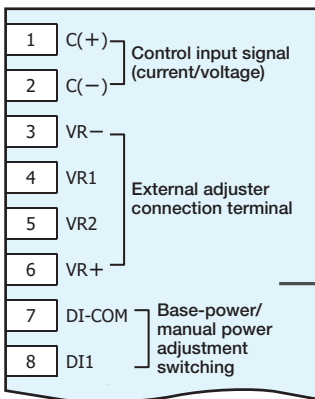 1 C(+)
2 C(−)
Control input signal
(current/voltage)
3 VR−
4 VR1
5 VR2
6 VR+
External adjuster
connection terminal
7 DI-COM
8 DI1
Base-power/
manual power
adjustment
switching